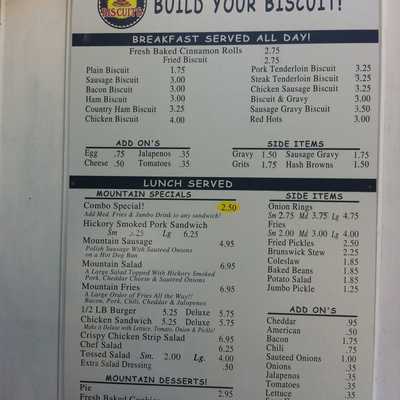 BISCUITS
BUILD YOUR BISCUIT!
BREAKFAST SERVED ALL DAY!
Fresh Baked Cinnamon Rolls 2.75
Fried Biscuit 2.75
Plain Biscuit 1.75
Sausage Biscuit 3.00
Bacon Biscuit 3.00
Ham Biscuit 3.00
Country Ham Biscuit 3.25
Chicken Biscuit 4.00
Pork Tenderloin Biscuit 3.25
Steak Tenderloin Biscuit 3.25
Chicken Sausage Biscuit 3.25
Biscuit & Gravy 3.00
Sausage Gravy Biscuit 3.50
Red Hots 3.00
ADD ON'S
Egg .75 Jalapenos .35
Cheese .50 Tomatoes .35
SIDE ITEMS
Gravy 1.50 Sausage Gravy 1.75
Grits 1.75 Hash Browns 1.50
LUNCH SERVED
MOUNTAIN SPECIALS
Combo Special! 2.50
Add Med. Fries & Jumbo Drink to any sandwich!
Hickory Smoked Pork Sandwich
Sm 5.25 Lg 6.25
Mountain Sausage 4.95
Polish Sausage With Sauteed Onions
on a Hot Dog Bun
Mountain Salad 6.95
A Large Salad Topped With Hickory Smoked
Pork, Cheddar Cheese & Chili
Mountain Fries 6.95
A Large Order of Fries All the Way!!
Bacon, Pork, Chili, Cheddar & Jalapenos
1/2 LB Burger 5.25 Deluxe 5.75
Chicken Sandwich 5.25 Deluxe 5.75
Make it Deluxe with Lettuce, Tomato, Onion & Pickle!
Crispy Chicken Strip Salad 6.95
Chef Salad 6.95
Tossed Salad Sm. 2.00 Lg. 4.00
Extra Salad Dressing .50
MOUNTAIN DESSERTS!
Pie 2.95
Fresh Baked Cookies
SIDE ITEMS
Onion Rings
Sm 2.75 Md 3.75 Lg 4.75
Fries
Sm 2.00 Md 3.00 Lg 4.00
Fried Pickles 2.50
Brunswick Stew 2.25
Coleslaw 1.85
Baked Beans 1.85
Potato Salad 1.85
Jumbo Pickle 1.25
ADD ON'S
Cheddar .95
American .50
Bacon 1.75
Chili .75
Sauteed Onions 1.00
Onions .35
Jalapenos .35
Tomatoes .35
Lettuce .35